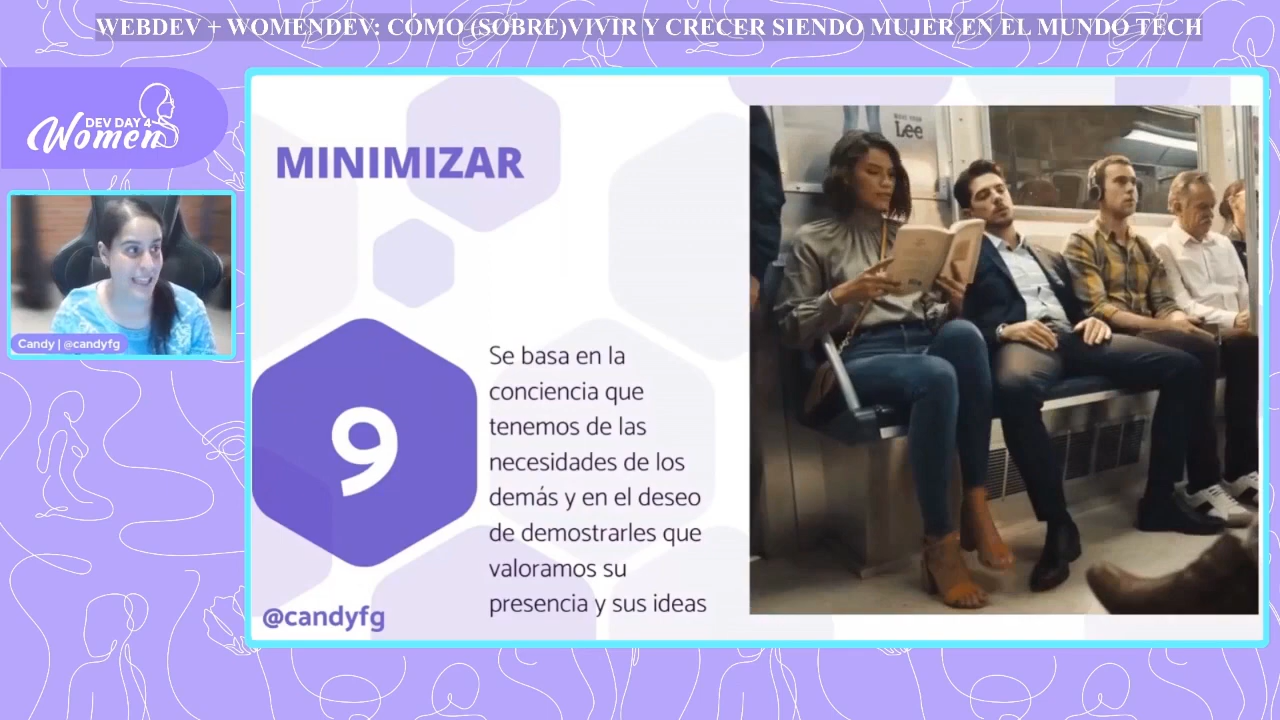 WEBDEV + WOMENDEV: CÓMO (SOBRE)VIVIR Y CRECER SIENDO MUJER EN EL MUNDO TECH
DEV DAY 4
Women
Candy | @candyfg
MINIMIZAR
9
Se basa en la
conciencia que
tenemos de las
necesidades de los
demás y en el deseo
de demostrarles que
valoramos su
presencia y sus ideas
@candyfg
Lee